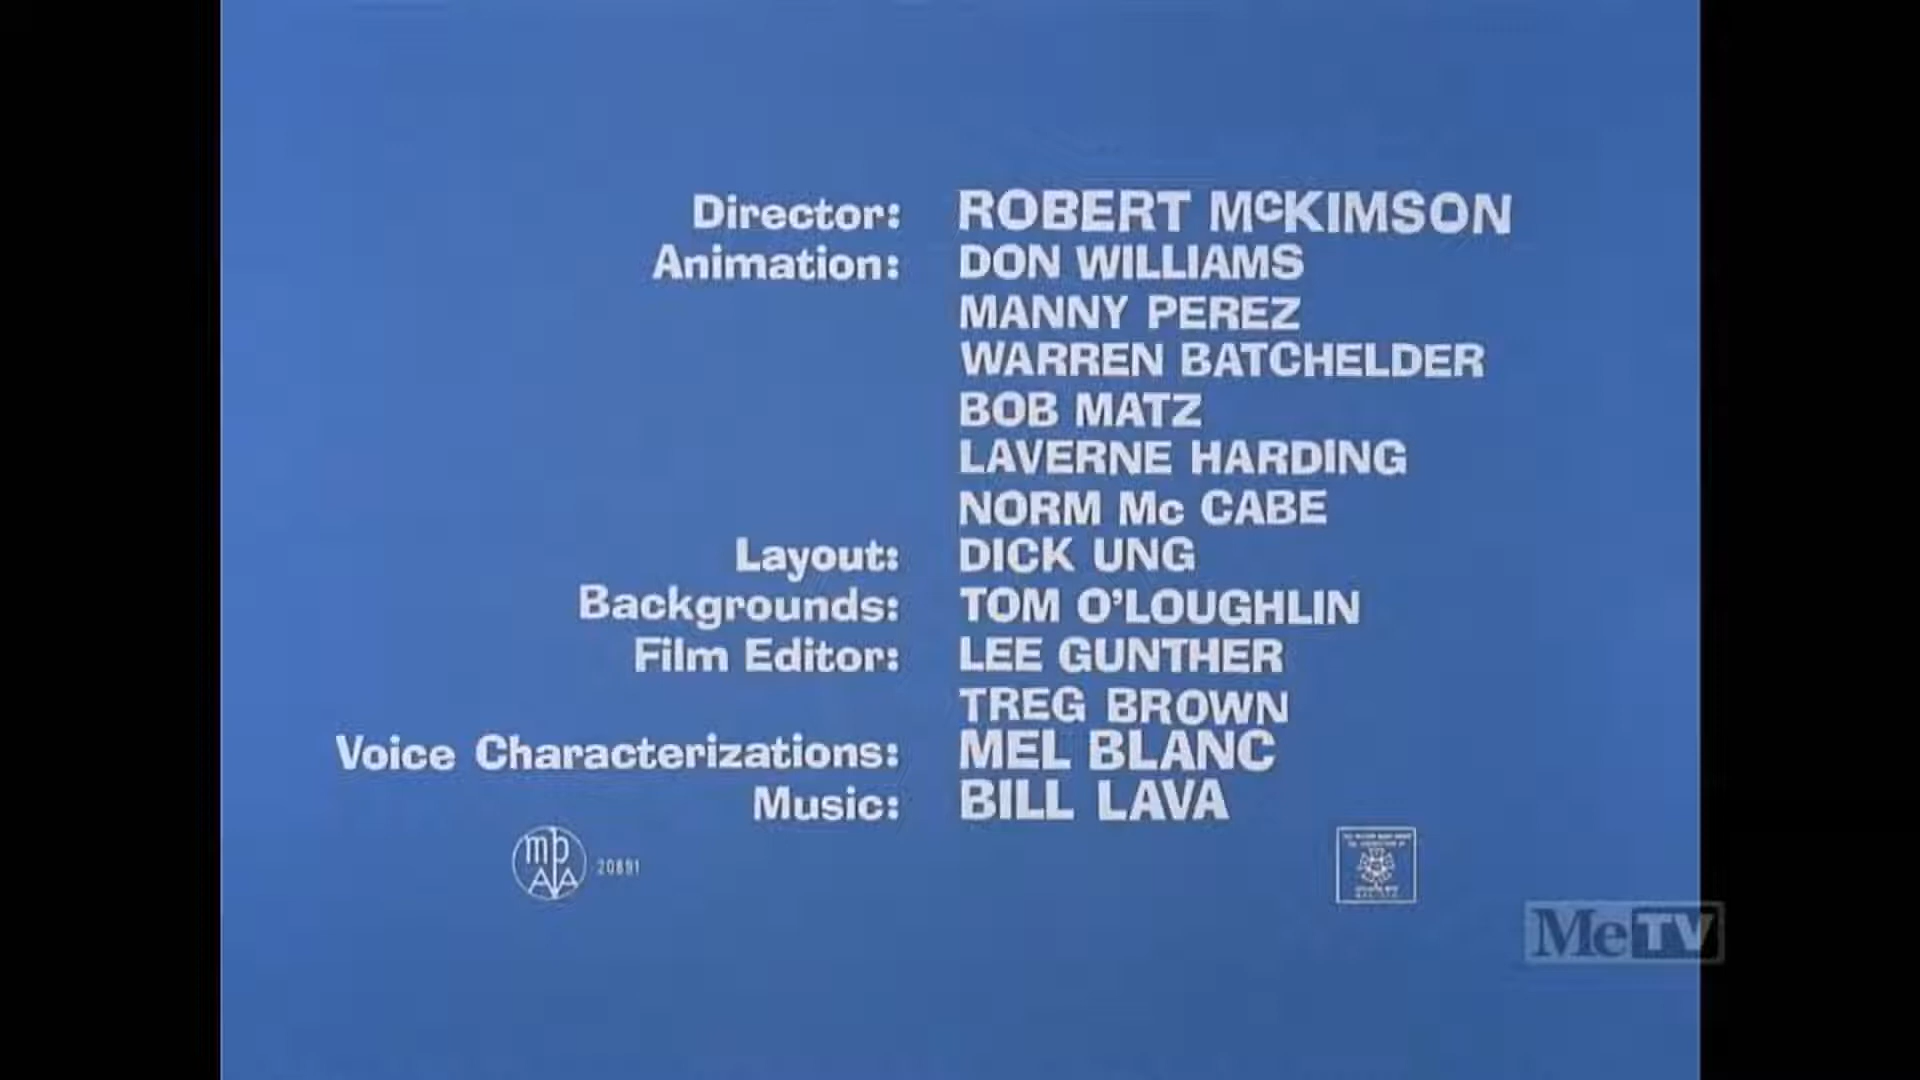 Director: ROBERT McKIMSON
Animation: DON WILLIAMS
MANNY PEREZ
WARREN BATCHELDER
BOB MATZ
LAVERNE HARDING
NORM Mc CABE
Layout: DICK UNG
Backgrounds: TOM O'LOUGHLIN
Film Editor: LEE GUNTHER
TREG BROWN
Voice Characterizations: MEL BLANC
Music: BILL LAVA
mpAA 20891
MeTV